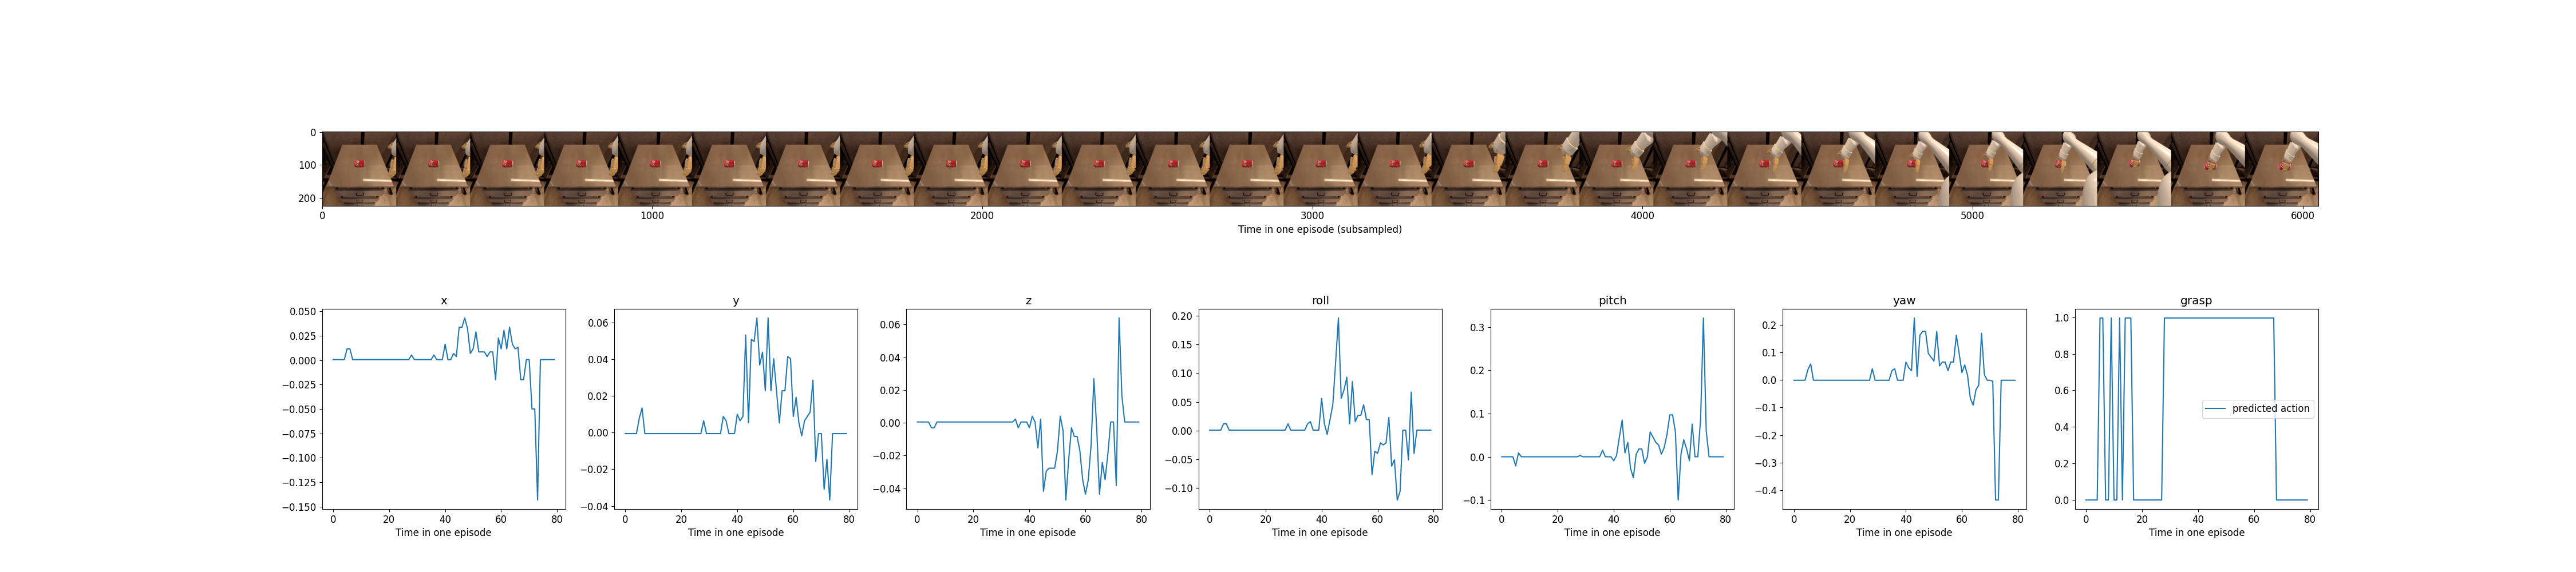 0
100
200
0 1000 2000 3000 4000 5000 6000
Time in one episode (subsampled)
x
0.050
0.025
0.000
−0.025
−0.050
−0.075
−0.100
−0.125
−0.150
0 20 40 60 80
Time in one episode
y
0.06
0.04
0.02
0.00
−0.02
−0.04
0 20 40 60 80
Time in one episode
z
0.06
0.04
0.02
0.00
−0.02
−0.04
0 20 40 60 80
Time in one episode
roll
0.20
0.15
0.10
0.05
0.00
−0.05
−0.10
0 20 40 60 80
Time in one episode
pitch
0.3
0.2
0.1
0.0
−0.1
0 20 40 60 80
Time in one episode
yaw
0.2
0.1
0.0
−0.1
−0.2
−0.3
−0.4
0 20 40 60 80
Time in one episode
grasp
1.0
0.8
0.6
0.4
0.2
0.0
predicted action
0 20 40 60 80
Time in one episode